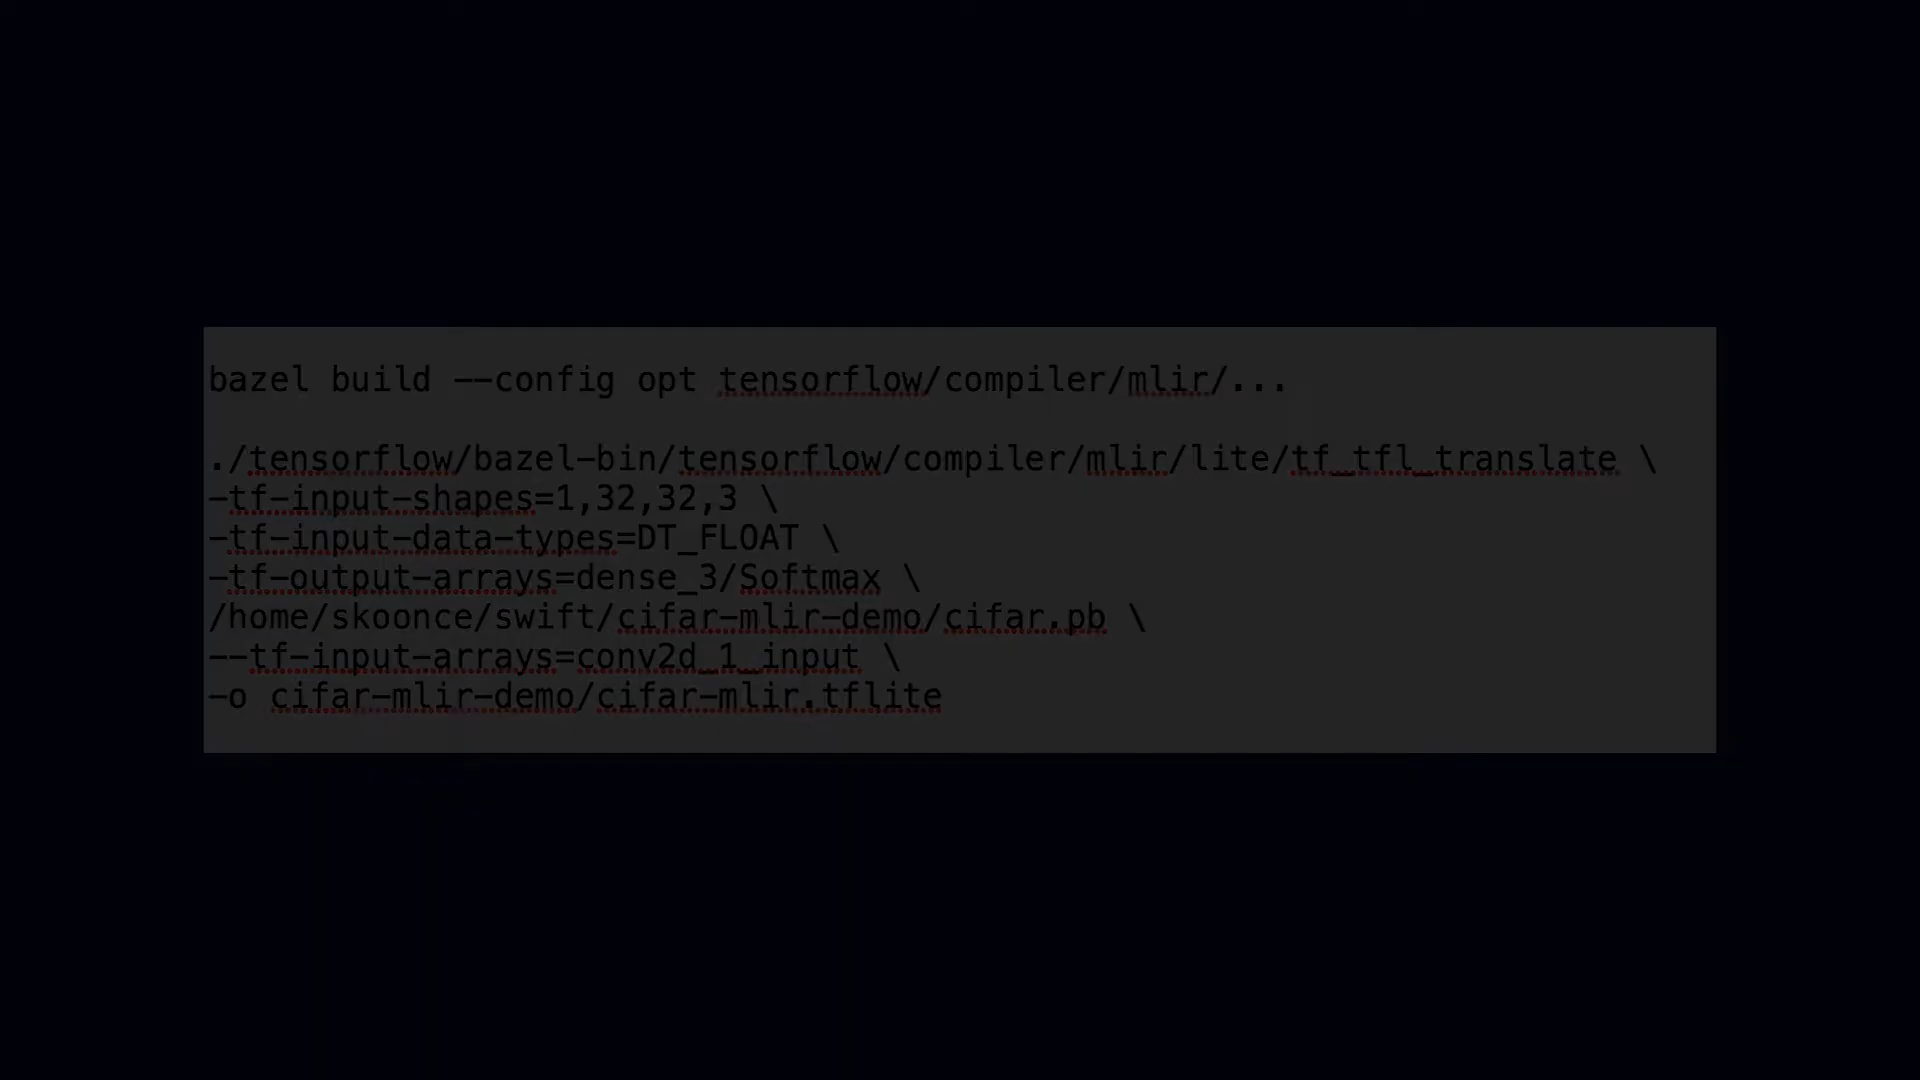 bazel build --config opt tensorflow/compiler/mlir/...
./tensorflow/bazel-bin/tensorflow/compiler/mlir/lite/tf_tfl_translate \
-tf-input-shapes=1,32,32,3 \
-tf-input-data-types=DT_FLOAT \
-tf-output-arrays=dense_3/Softmax \
/home/skoonce/swift/cifar-mlir-demo/cifar.pb \
--tf-input-arrays=conv2d_1_input \
-o cifar-mlir-demo/cifar-mlir.tflite